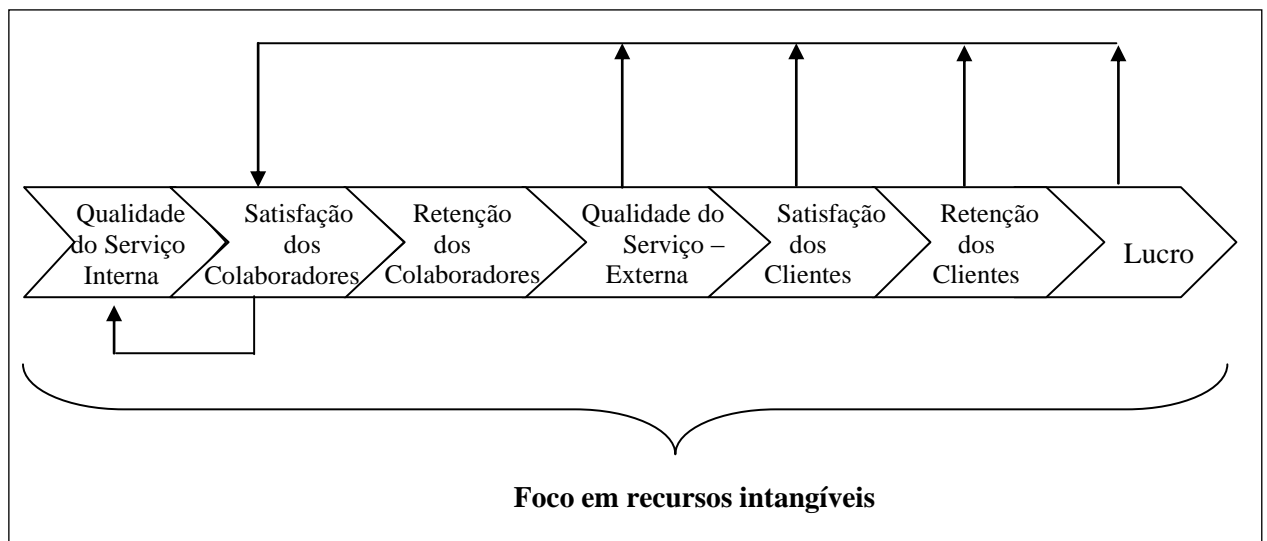 Qualidade
do Serviço
Interna
Satisfação
dos
Colaboradores
Retenção
dos
Colaboradores
Qualidade do
Serviço –
Externa
Satisfação
dos
Clientes
Retenção
dos
Clientes
Lucro
Foco em recursos intangíveis